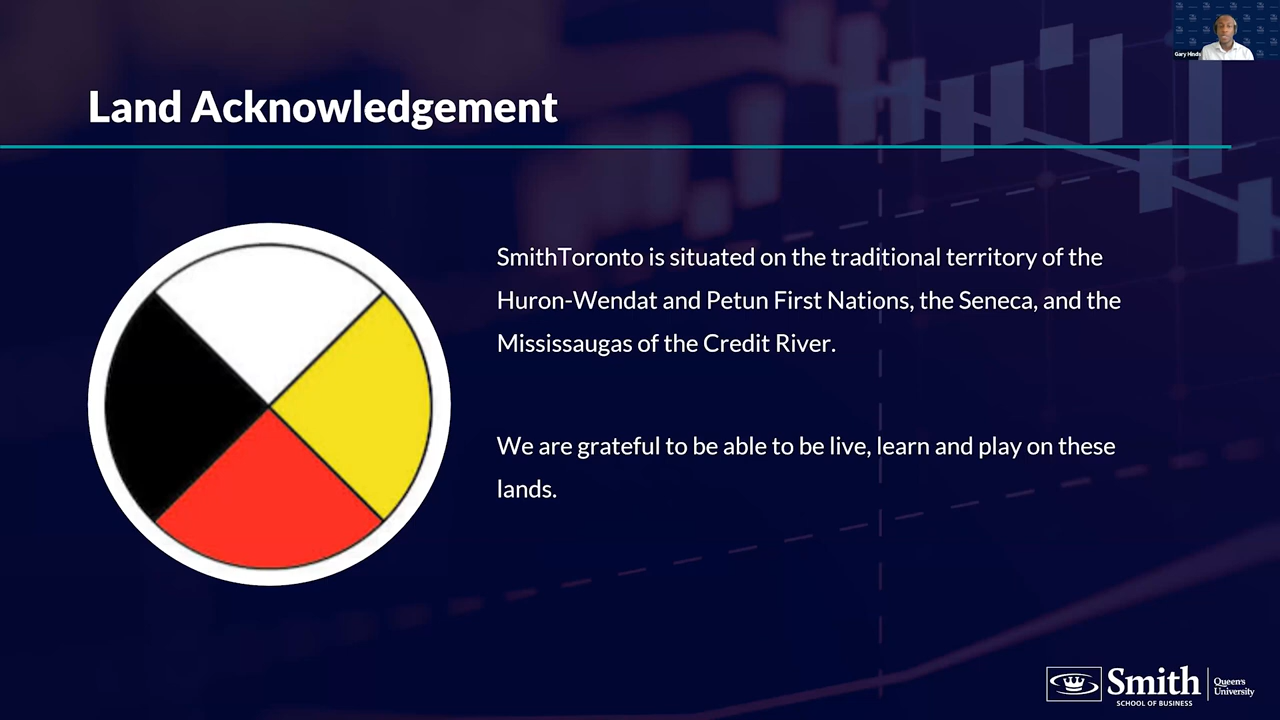 Gary Hinds
Land Acknowledgement
SmithToronto is situated on the traditional territory of the
Huron-Wendat and Petun First Nations, the Seneca, and the
Mississaugas of the Credit River.
We are grateful to be able to be live, learn and play on these
lands.
Smith
SCHOOL OF BUSINESS
Queen's
University